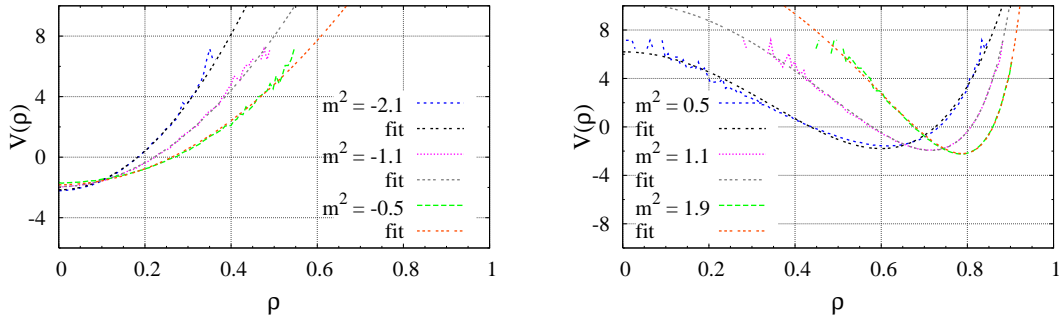 8
4
0
-4
V(ρ)
0
0.2
0.4
0.6
0.8
1
ρ
m² = -2.1
fit
m² = -1.1
fit
m² = -0.5
fit
8
4
0
-4
-8
V(ρ)
0
0.2
0.4
0.6
0.8
1
ρ
m² = 0.5
fit
m² = 1.1
fit
m² = 1.9
fit